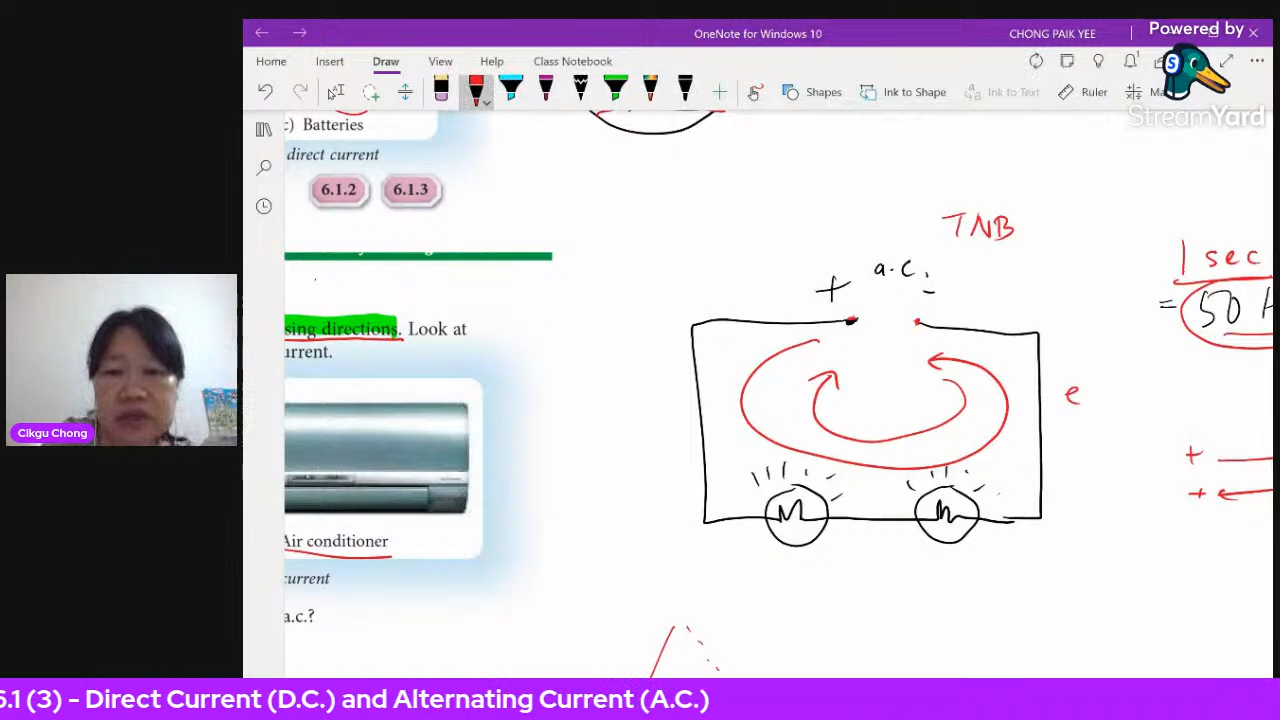 OneNote for Windows 10
CHONG PAIK YEE
Powered by
StreamYard
Home Insert Draw View Help Class Notebook
Shapes Ink to Shape Ink to Text Ruler
c) Batteries
direct current
6.1.2 6.1.3
sing directions. Look at
urrent.
Air conditioner
current
a.c.?
TNB
a.c.
+ -
1 sec
= 50 H
e
+
+
Cikgu Chong
6.1 (3) - Direct Current (D.C.) and Alternating Current (A.C.)